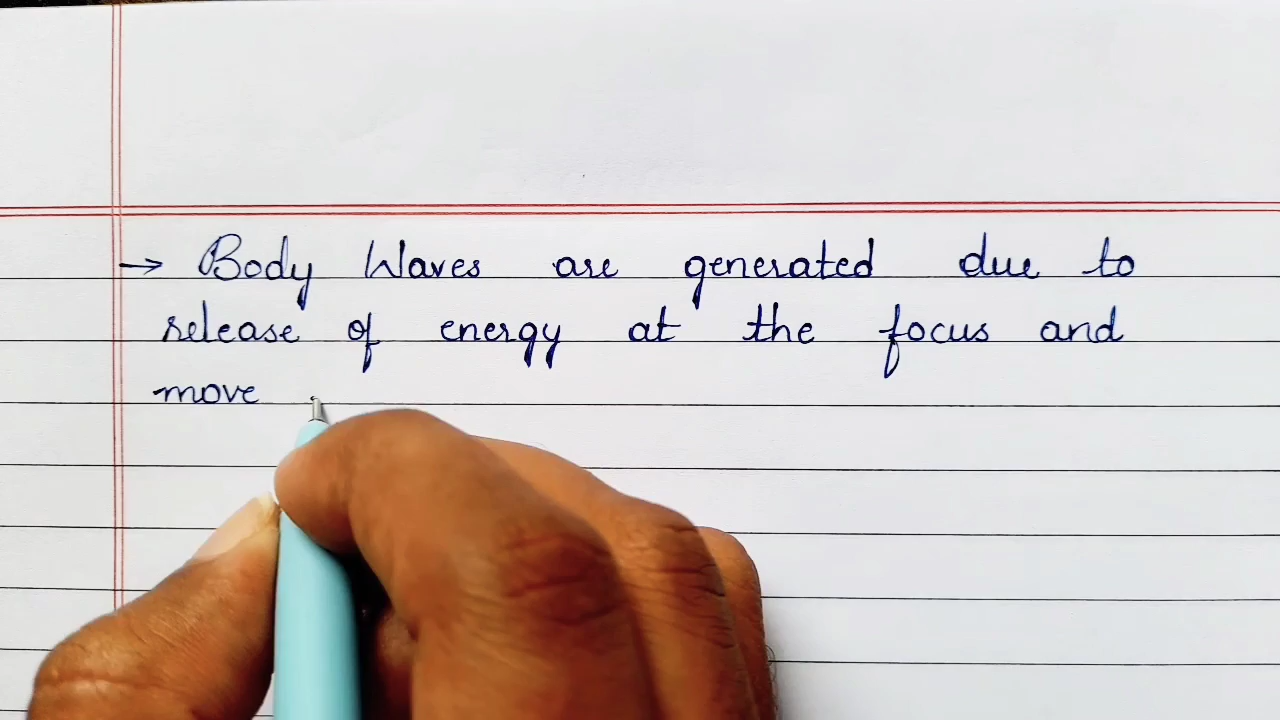 → Body Waves are generated due to
release of energy at the focus and
move